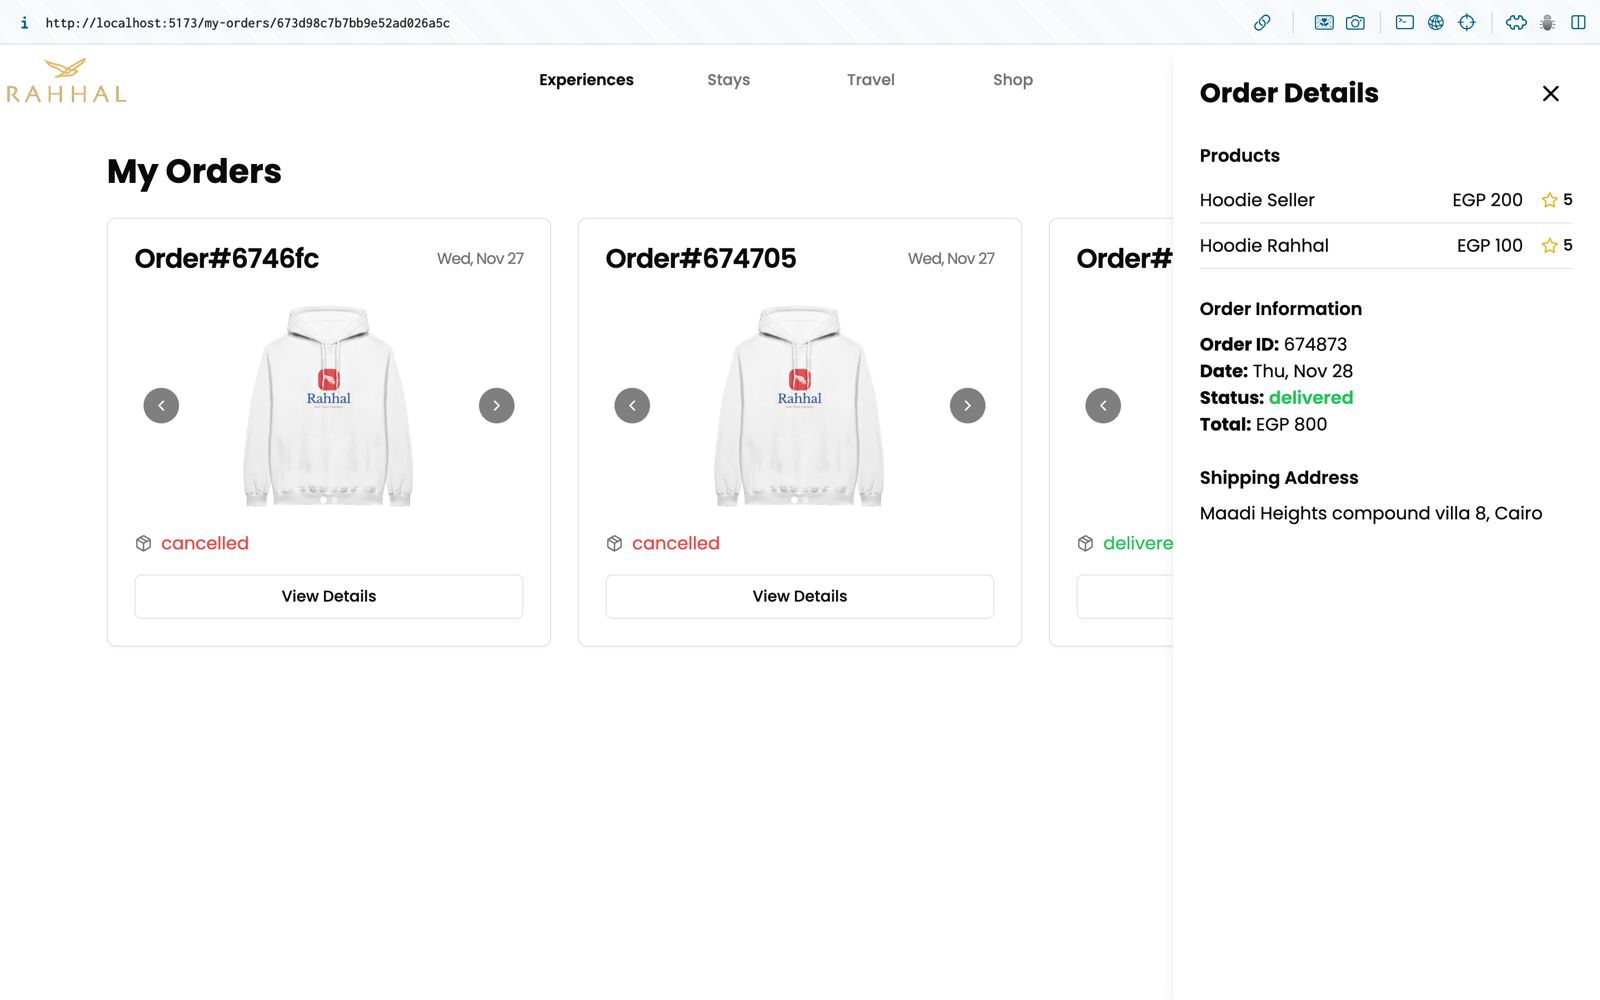 http://localhost:5173/my-orders/673d98c7b7bb9e52ad026a5c
RAHHAL
Experiences Stays Travel Shop
My Orders
Order#6746fc Wed, Nov 27
Rahhal
cancelled
View Details
Order#674705 Wed, Nov 27
Rahhal
cancelled
View Details
Order#
delivere
Order Details
Products
Hoodie Seller EGP 200 5
Hoodie Rahhal EGP 100 5
Order Information
Order ID: 674873
Date: Thu, Nov 28
Status: delivered
Total: EGP 800
Shipping Address
Maadi Heights compound villa 8, Cairo